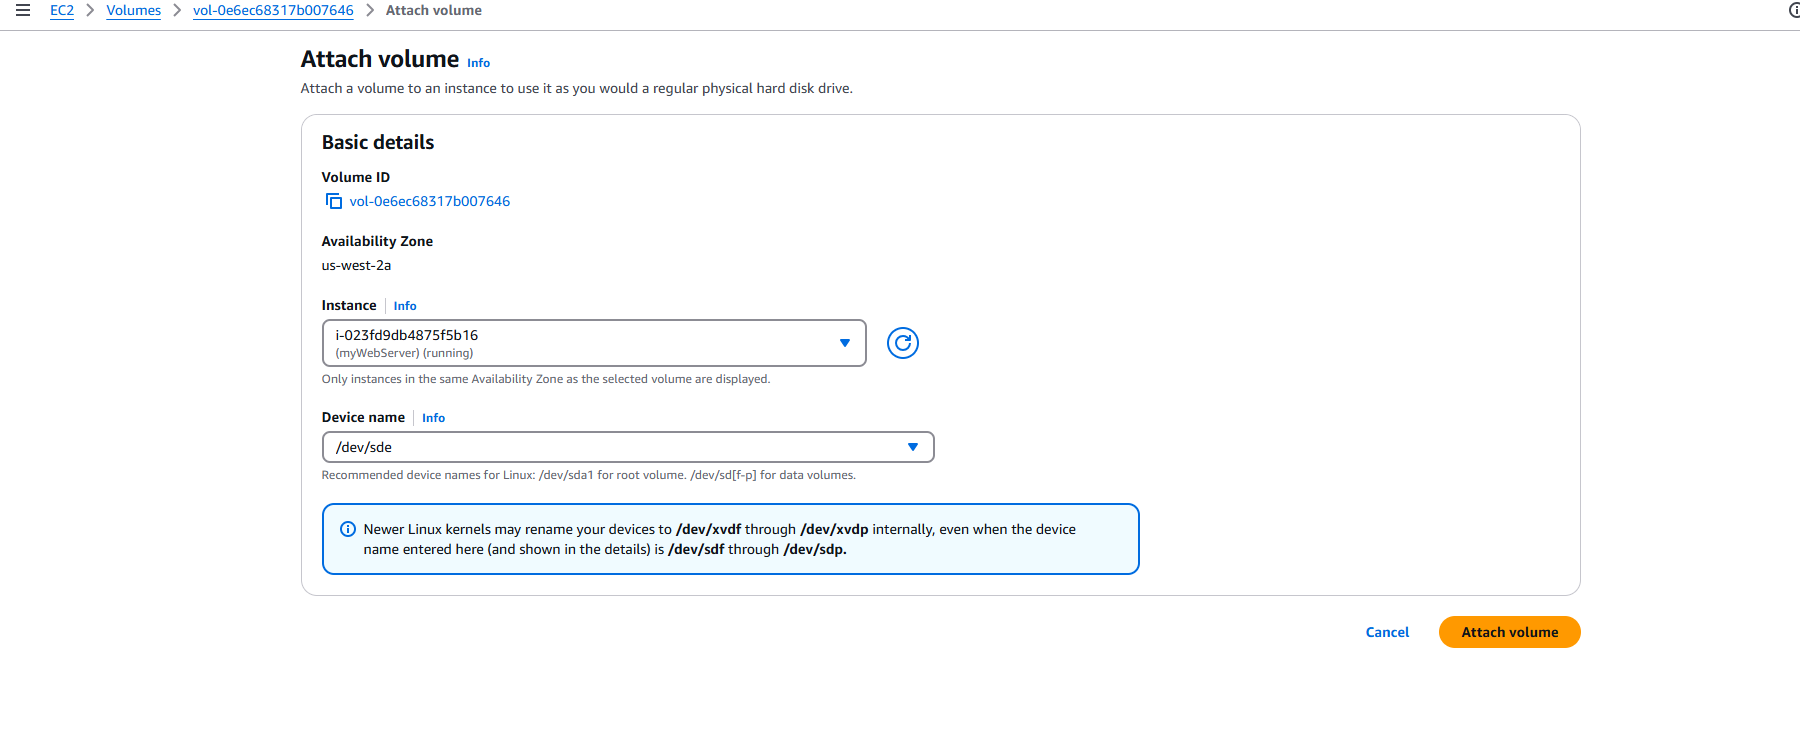 EC2 > Volumes > vol-0e6ec68317b007646 > Attach volume
Attach volume Info
Attach a volume to an instance to use it as you would a regular physical hard disk drive.
Basic details
Volume ID
vol-0e6ec68317b007646
Availability Zone
us-west-2a
Instance | Info
i-023fd9db4875f5b16
(myWebServer) (running)
Only instances in the same Availability Zone as the selected volume are displayed.
Device name | Info
/dev/sde
Recommended device names for Linux: /dev/sda1 for root volume. /dev/sd[f-p] for data volumes.
Newer Linux kernels may rename your devices to /dev/xvdf through /dev/xvdp internally, even when the device
name entered here (and shown in the details) is /dev/sdf through /dev/sdp.
Cancel
Attach volume